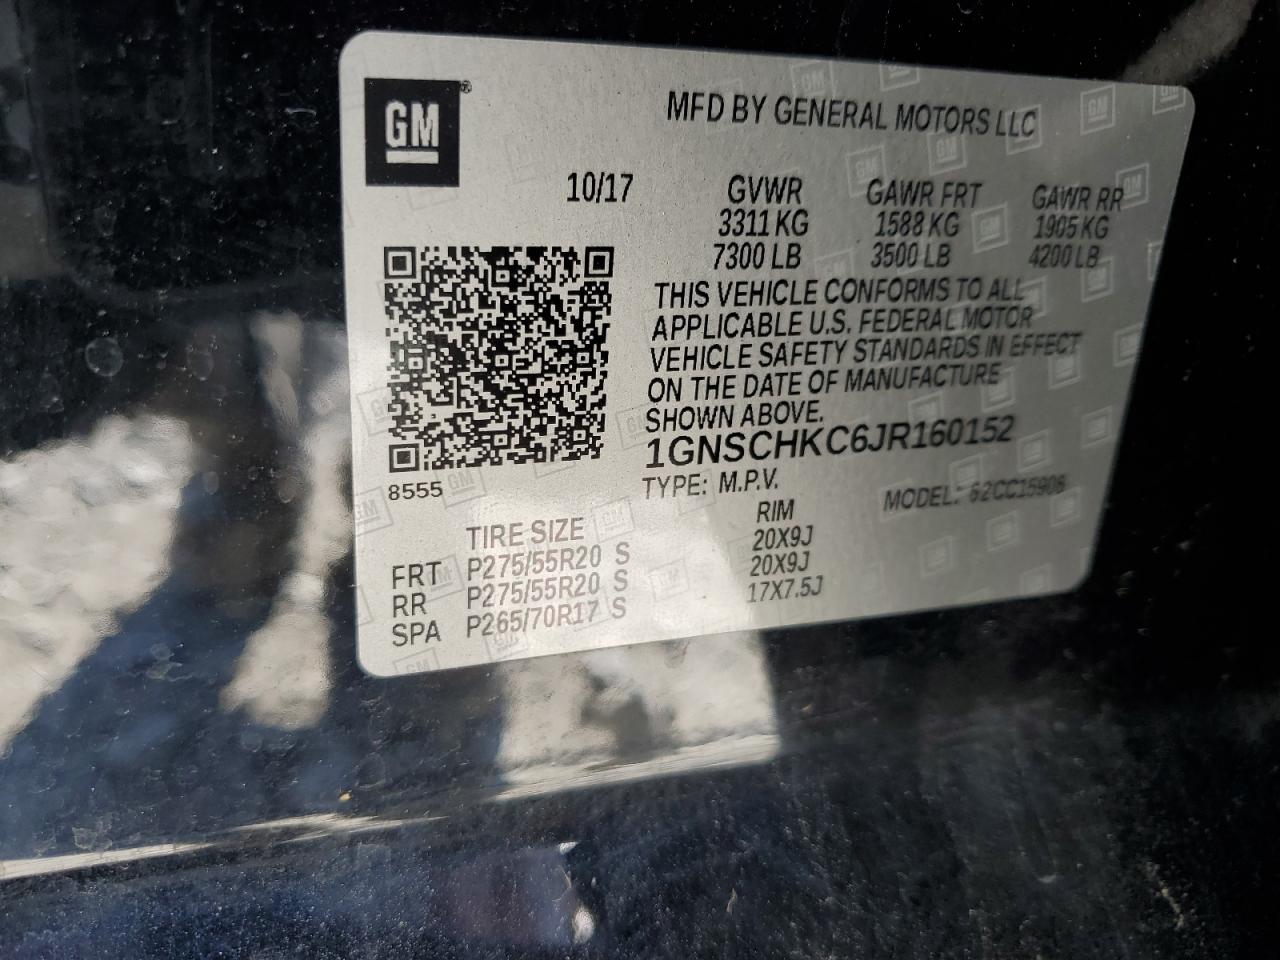 GM
MFD BY GENERAL MOTORS LLC
10/17 GVWR GAWR FRT GAWR RR
3311 KG 1588 KG 1905 KG
7300 LB 3500 LB 4200 LB
THIS VEHICLE CONFORMS TO ALL
APPLICABLE U.S. FEDERAL MOTOR
VEHICLE SAFETY STANDARDS IN EFFECT
ON THE DATE OF MANUFACTURE
SHOWN ABOVE.
1GNSCHKC6JR160152
8555
TYPE: M.P.V. MODEL: 62CC15906
TIRE SIZE RIM
FRT P275/55R20 S 20X9J
RR P275/55R20 S 20X9J
SPA P265/70R17 S 17X7.5J